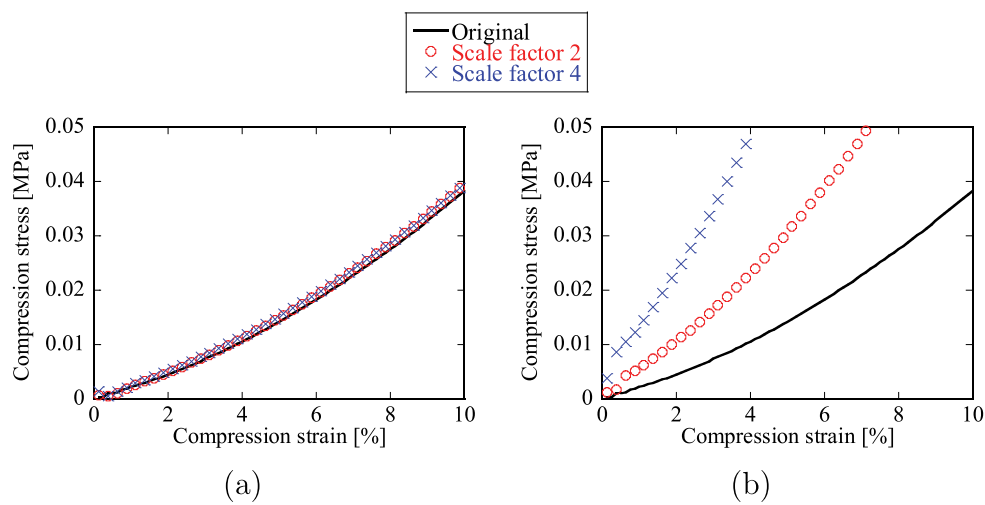 Original
Scale factor 2
Scale factor 4
0.05
0.04
0.03
0.02
0.01
0
Compression stress [MPa]
0 2 4 6 8 10
Compression strain [%]
(a)
0.05
0.04
0.03
0.02
0.01
0
Compression stress [MPa]
0 2 4 6 8 10
Compression strain [%]
(b)